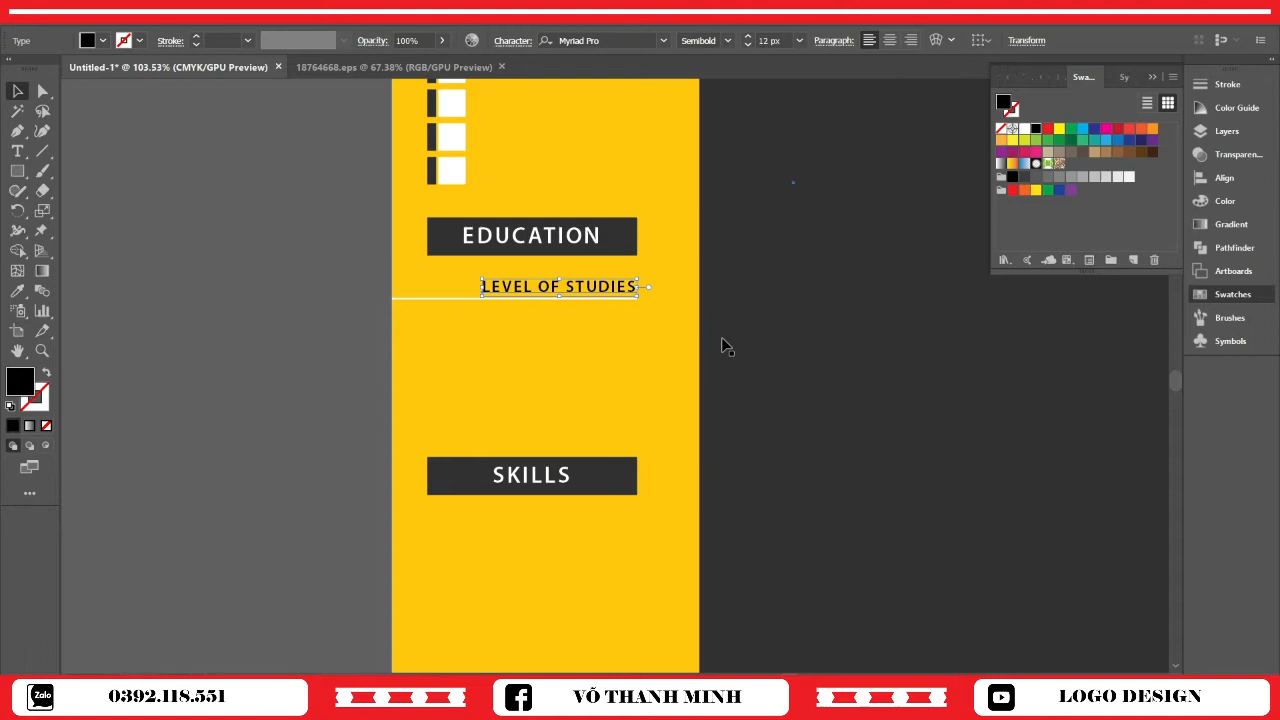 Type
Stroke:
Opacity:
100%
Character:
Myriad Pro
Semibold
12 px
Paragraph:
Transform
Untitled-1* @ 103.53% (CMYK/GPU Preview) ×
18764668.eps @ 67.38% (RGB/GPU Preview) ×
Swa...
Sy
Stroke
Color Guide
Layers
Transparen...
Align
Color
Gradient
Pathfinder
Artboards
Swatches
Brushes
Symbols
EDUCATION
LEVEL OF STUDIES
SKILLS
Zalo
0392.118.551
VÕ THANH MINH
LOGO DESIGN